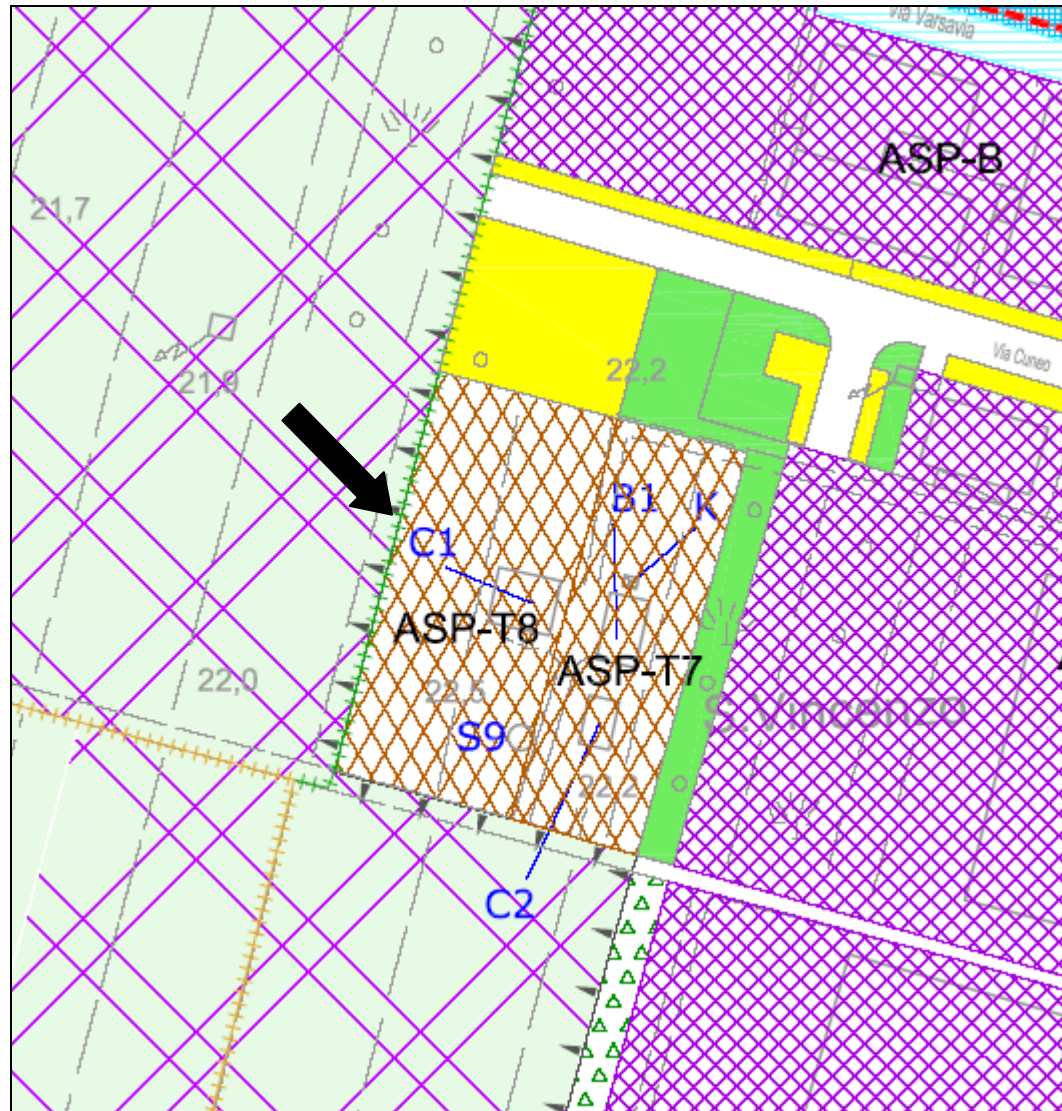 Via Varsavia
ASP-B
21,7
Via Cuneo
21,9
22,2
B1
K
C1
ASP-T8
ASP-T7
22,0
22,5
S. Vincenzo
S9
22,2
C2